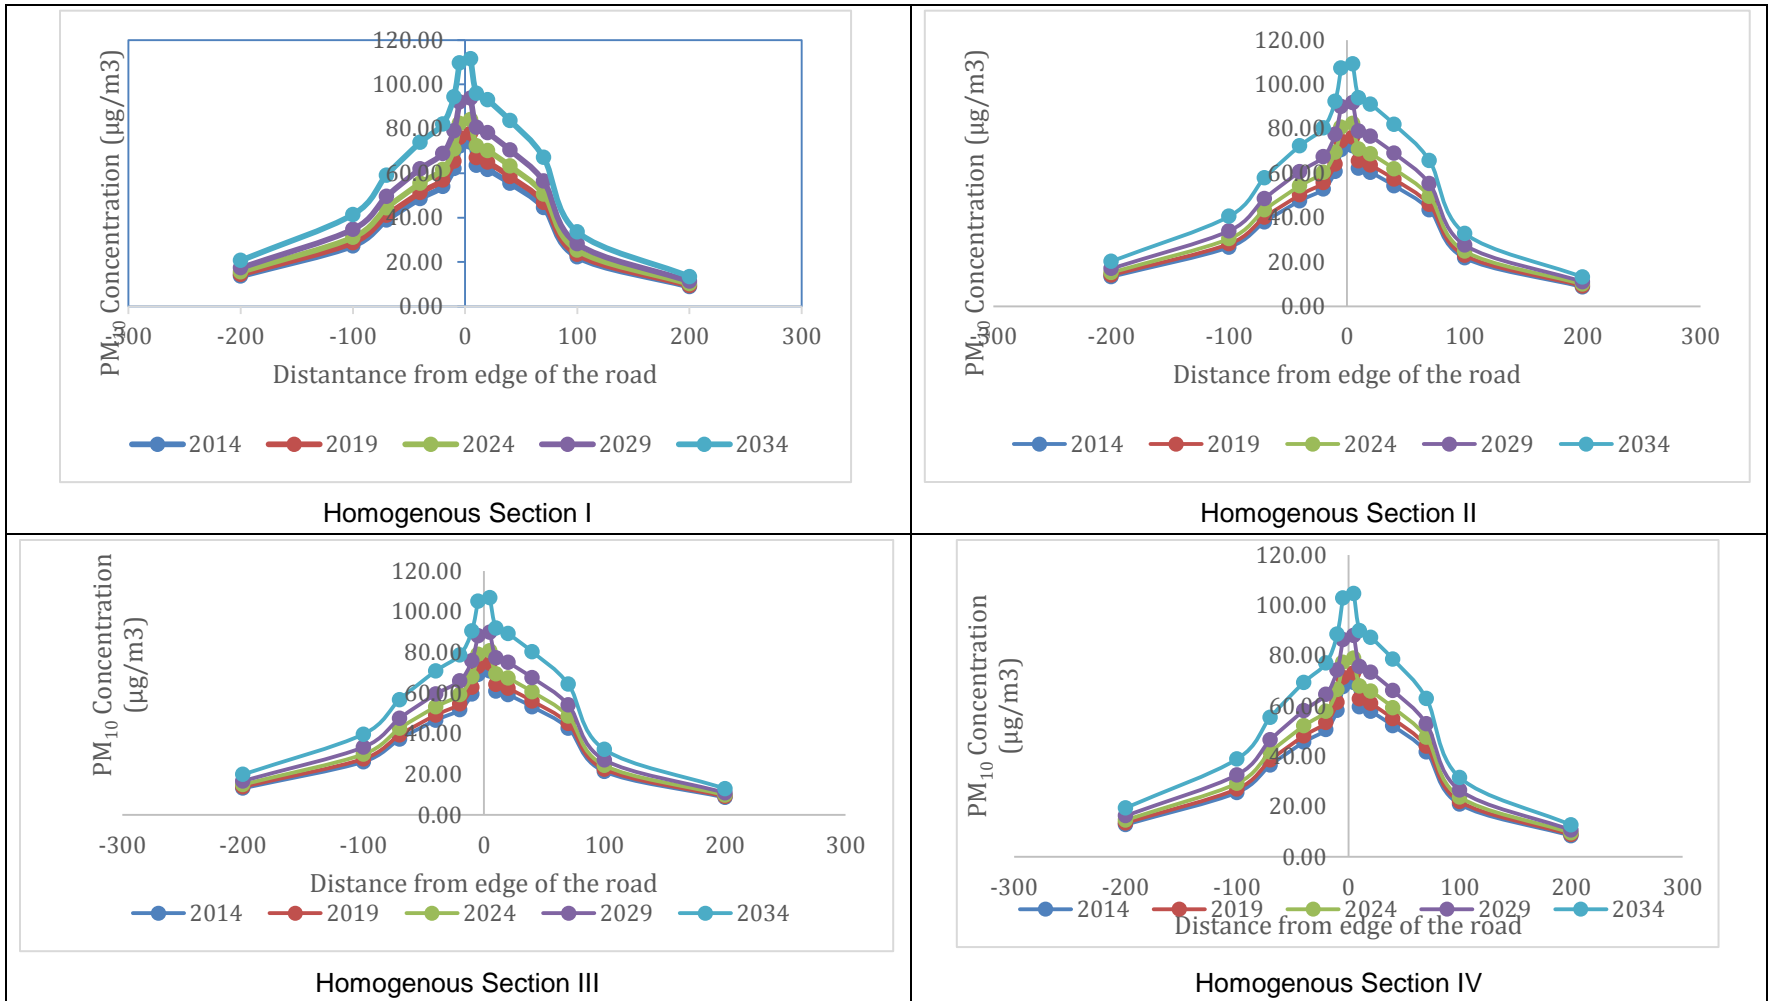 PM10 Concentration (µg/m3)
120.00
100.00
80.00
60.00
40.00
20.00
0.00
-300 -200 -100 0 100 200 300
Distantance from edge of the road
2014 2019 2024 2029 2034
Homogenous Section I
PM10 Concentration (µg/m3)
120.00
100.00
80.00
60.00
40.00
20.00
0.00
-300 -200 -100 0 100 200 300
Distance from edge of the road
2014 2019 2024 2029 2034
Homogenous Section II
PM10 Concentration
(µg/m3)
120.00
100.00
80.00
60.00
40.00
20.00
0.00
-300 -200 -100 0 100 200 300
Distance from edge of the road
2014 2019 2024 2029 2034
Homogenous Section III
PM10 Concentration
(µg/m3)
120.00
100.00
80.00
60.00
40.00
20.00
0.00
-300 -200 -100 0 100 200 300
2014 2019 2024 2029 2034
Distance from edge of the road
Homogenous Section IV